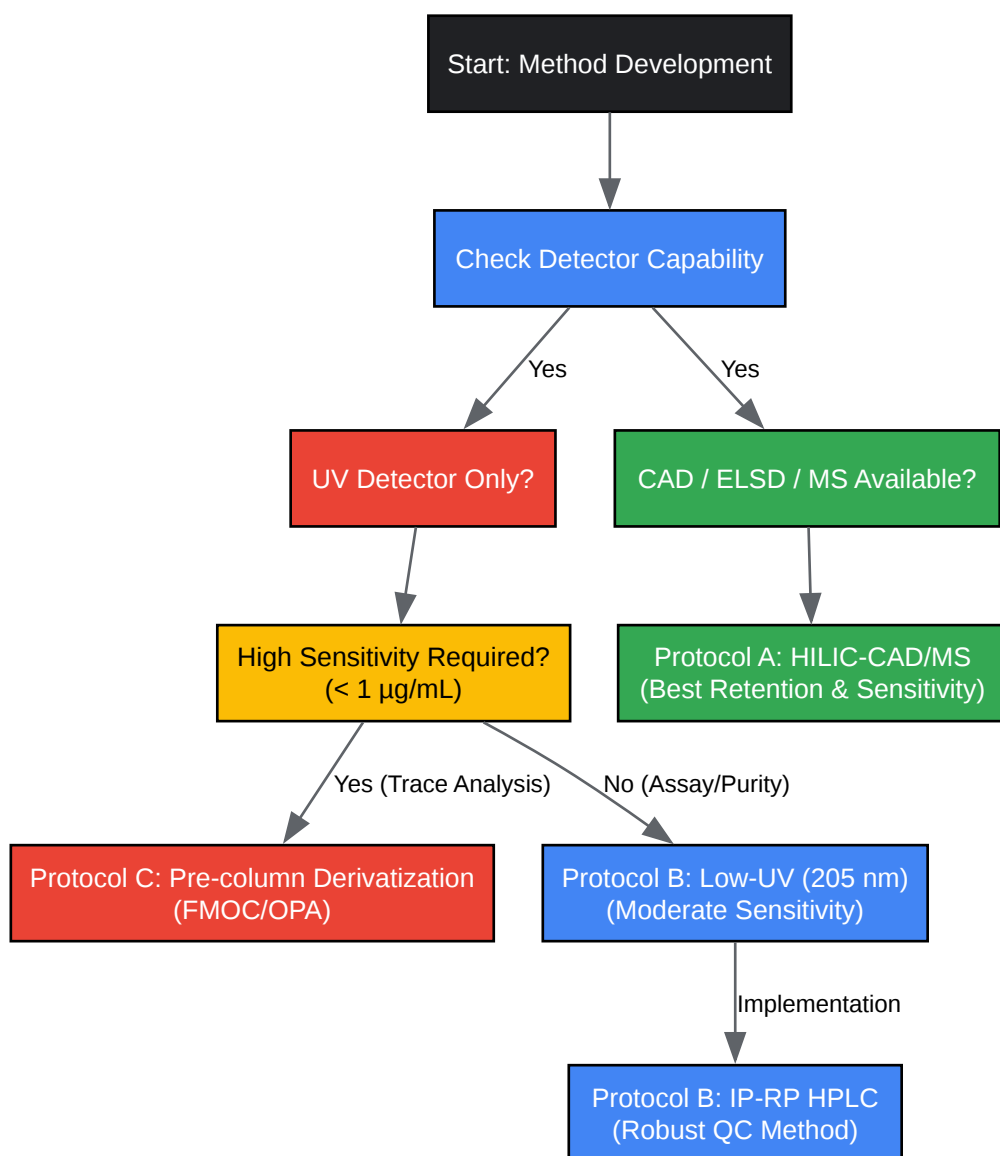 Start: Method Development
Check Detector Capability
Yes
Yes
UV Detector Only?
CAD / ELSD / MS Available?
High Sensitivity Required?
(< 1 µg/mL)
Protocol A: HILIC-CAD/MS
(Best Retention & Sensitivity)
Yes (Trace Analysis)
No (Assay/Purity)
Protocol C: Pre-column Derivatization
(FMOC/OPA)
Protocol B: Low-UV (205 nm)
(Moderate Sensitivity)
Implementation
Protocol B: IP-RP HPLC
(Robust QC Method)